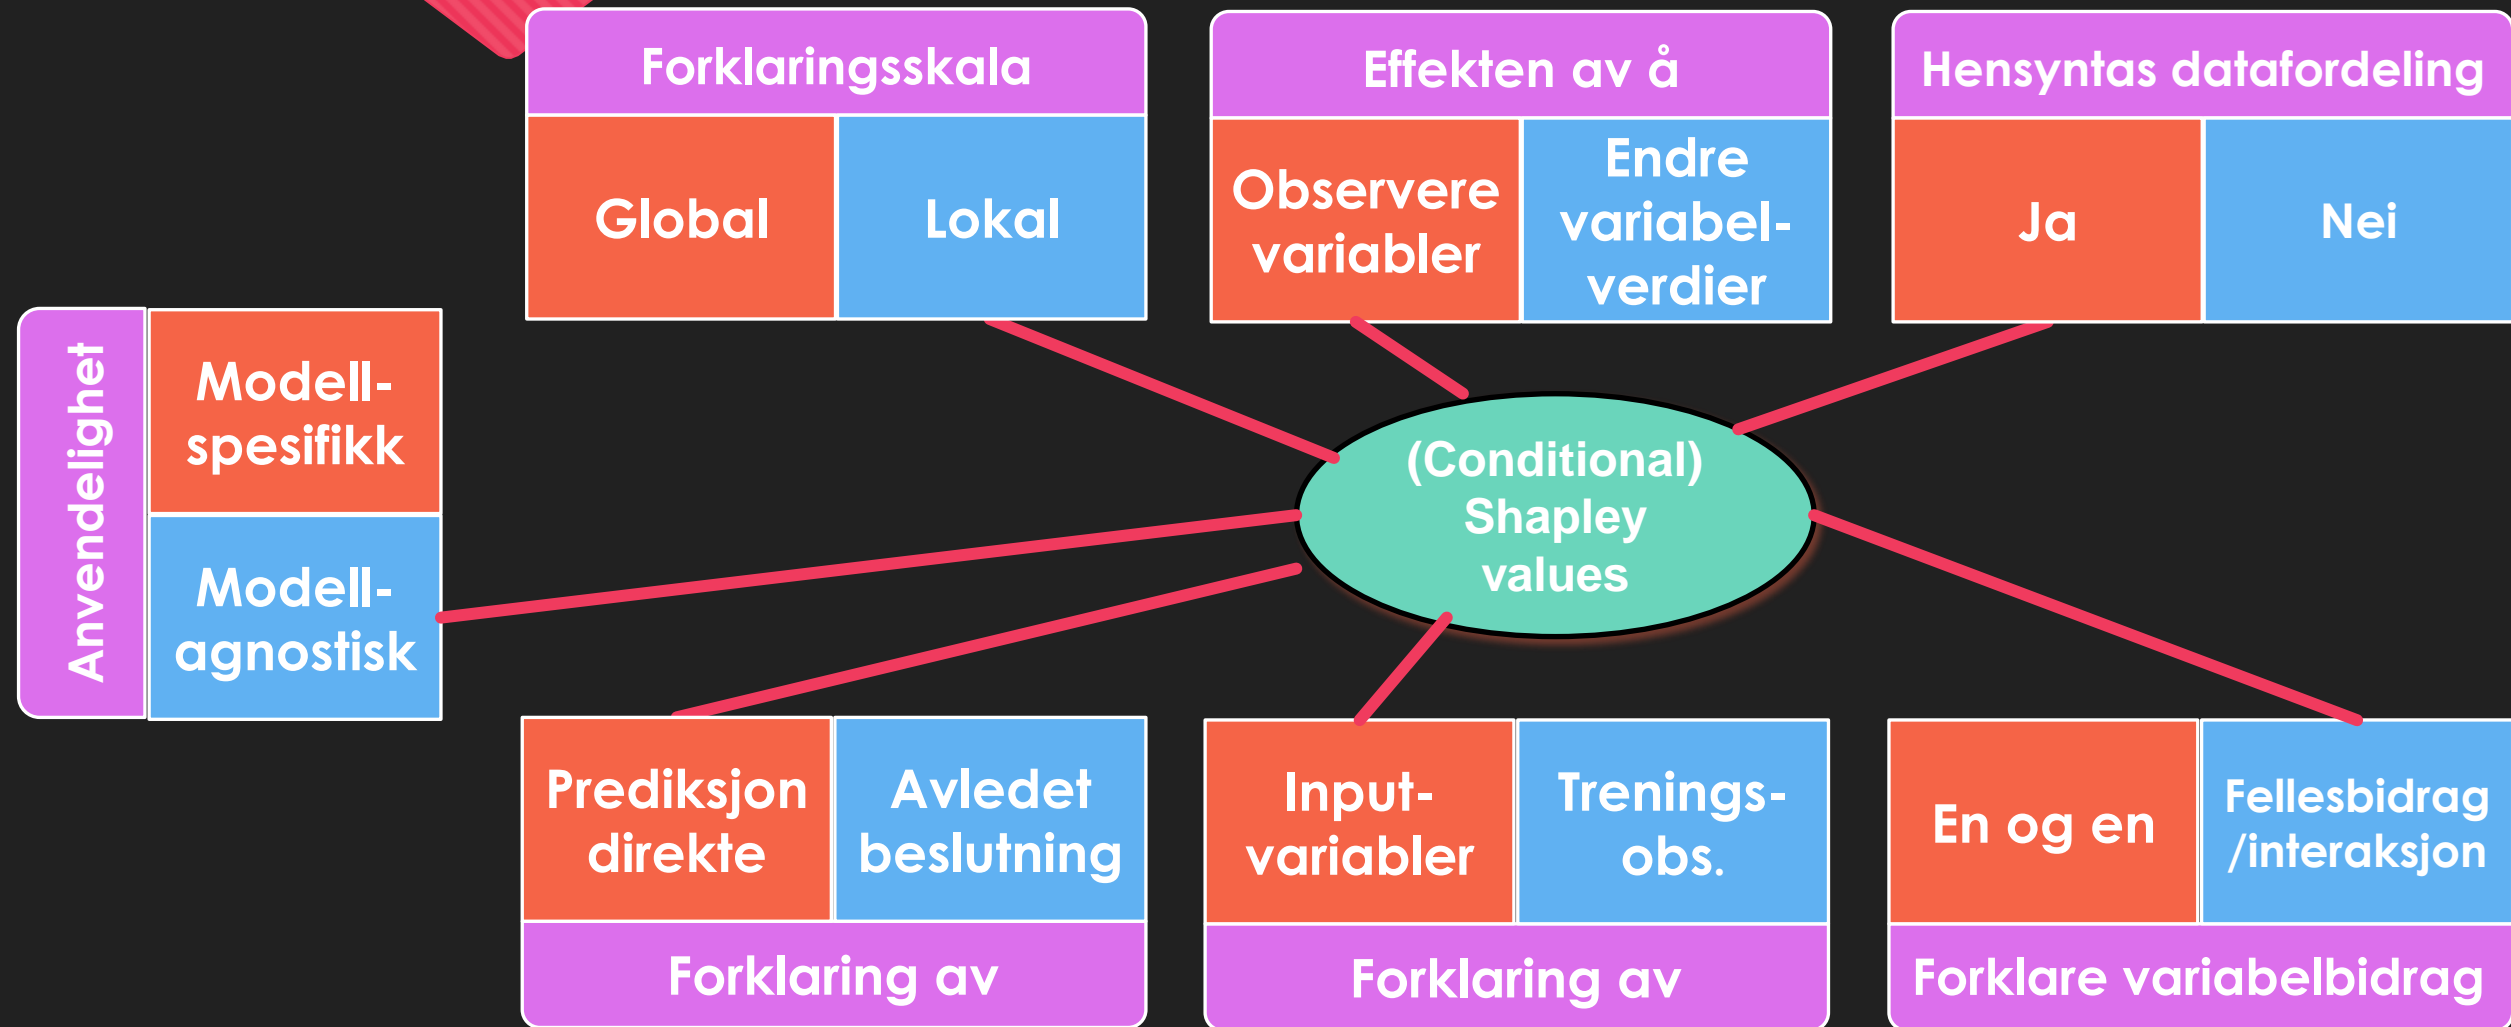 Forklaringsskala
Global
Lokal
Effekten av å
Observere
variabler
Endre
variabel-
verdier
Hensyntas datafordeling
Ja
Nei
Anvendelighet
Modell-
spesifikk
Modell-
agnostisk
(Conditional)
Shapley
values
Prediksjon
direkte
Avledet
beslutning
Forklaring av
Input-
variabler
Trenings-
obs.
Forklaring av
En og en
Fellesbidrag
/interaksjon
Forklare variabelbidrag